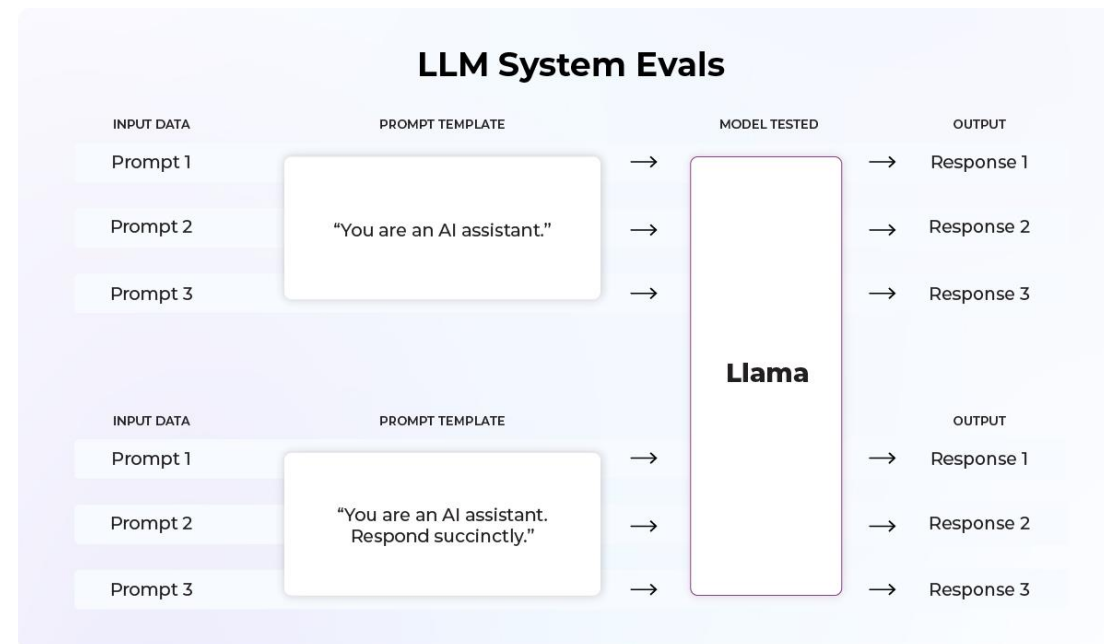 LLM System Evals
INPUT DATA PROMPT TEMPLATE MODEL TESTED OUTPUT
Prompt 1 → → Response 1
Prompt 2 “You are an AI assistant.” → → Response 2
Prompt 3 → → Response 3
Llama
INPUT DATA PROMPT TEMPLATE OUTPUT
Prompt 1 → → Response 1
“You are an AI assistant.
Prompt 2 → → Response 2
Respond succinctly.”
Prompt 3 → → Response 3